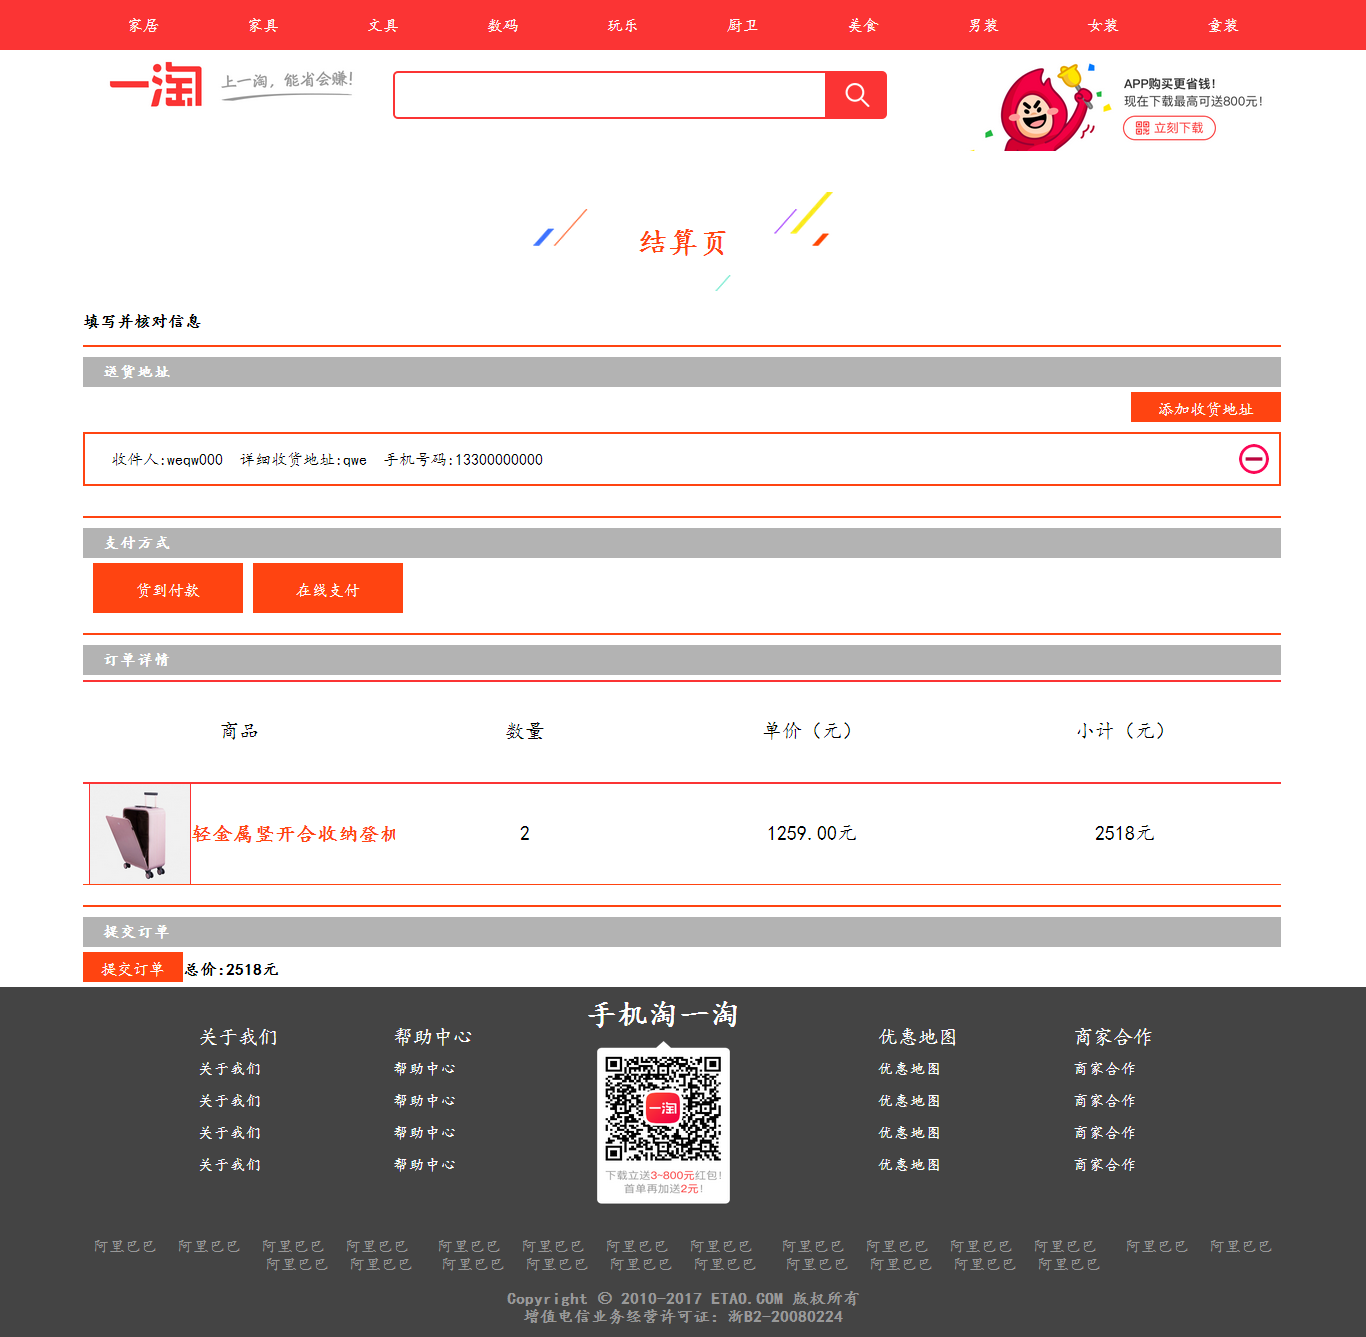 家居 家具 文具 数码 玩乐 厨卫 美食 男装 女装 童装
一淘 上一淘，能省会赚!
APP购买更省钱!
现在下载最高可送800元!
立刻下载
结算页
填写并核对信息
送货地址
添加收货地址
收件人:weqw000 详细收货地址:qwe 手机号码:13300000000
支付方式
货到付款 在线支付
订单详情
商品 数量 单价（元） 小计（元）
轻金属竖开合收纳登机 2 1259.00元 2518元
提交订单
提交订单 总价:2518元
手机淘一淘
关于我们 帮助中心 优惠地图 商家合作
关于我们 帮助中心 优惠地图 商家合作
关于我们 帮助中心 优惠地图 商家合作
关于我们 帮助中心 优惠地图 商家合作
关于我们 帮助中心 优惠地图 商家合作
一淘
下载立送3~800元红包!
首单再加送2元!
阿里巴巴 阿里巴巴 阿里巴巴 阿里巴巴 阿里巴巴 阿里巴巴 阿里巴巴 阿里巴巴 阿里巴巴 阿里巴巴 阿里巴巴 阿里巴巴 阿里巴巴 阿里巴巴
阿里巴巴 阿里巴巴 阿里巴巴 阿里巴巴 阿里巴巴 阿里巴巴 阿里巴巴 阿里巴巴 阿里巴巴 阿里巴巴
Copyright © 2010-2017 ETAO.COM 版权所有
增值电信业务经营许可证: 浙B2-20080224